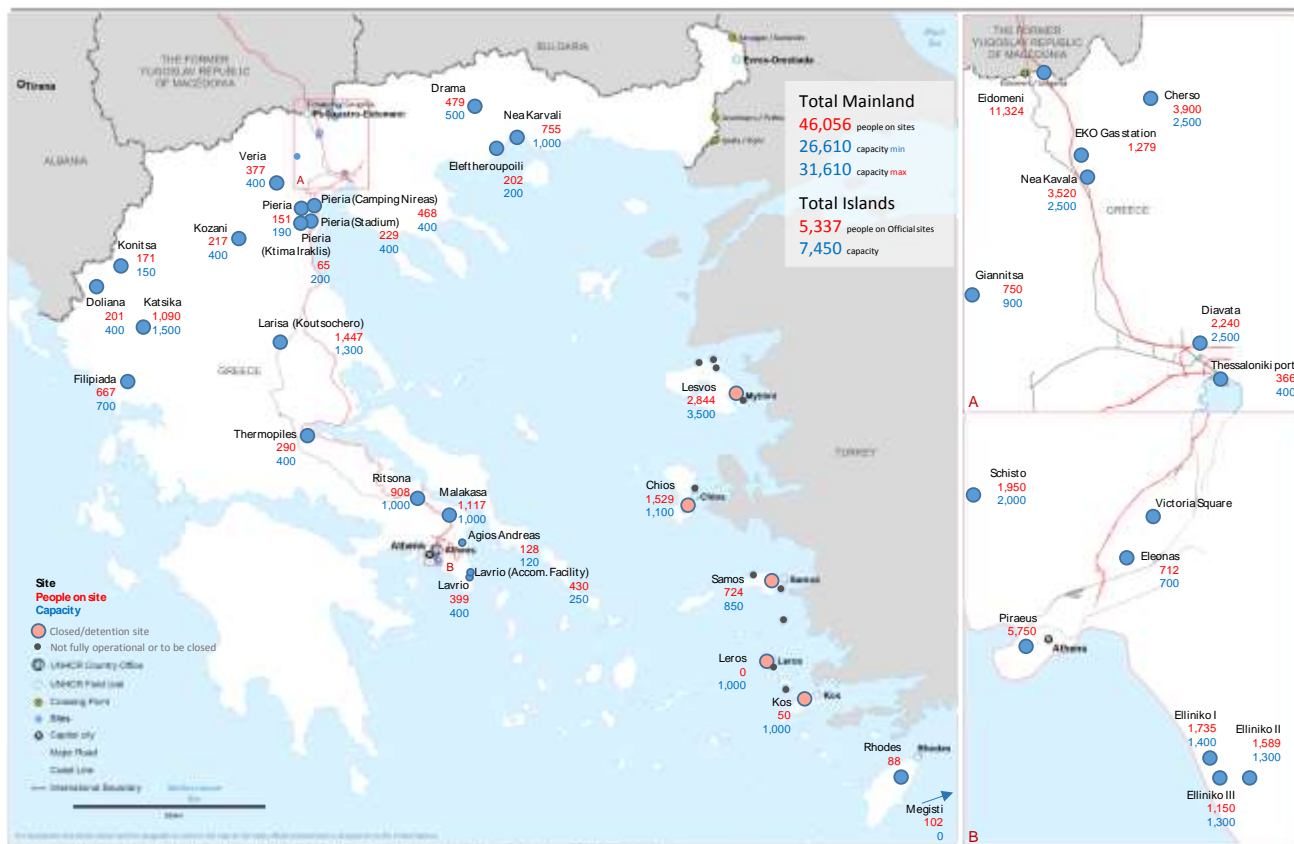 BULGARIA
THE FORMER
YUGOSLAV REPUBLIC
OF MACEDONIA
Tirana
ALBANIA
Drama
479
500
Nea Karvali
755
1,000
Eleftheroupoili
202
200
Veria
377
400
A
Pieria
151
190
Pieria (Camping Nireas)
468
400
Pieria (Stadium)
229
400
Pieria
(Ktima Iraklis)
65
200
Kozani
217
400
Konitsa
171
150
Doliana
201
400
Katsika
1,090
1,500
Larisa (Koutsochero)
1,447
1,300
GREECE
Filipiada
667
700
Thermopiles
290
400
Ritsona
908
1,000
Malakasa
1,117
1,000
Agios Andreas
128
120
Athens
Athens
B
Lavrio (Accom. Facility)
430
250
Lavrio
399
400
Total Mainland
46,056 people on sites
26,610 capacity min
31,610 capacity max
Total Islands
5,337 people on Official sites
7,450 capacity
Lesvos
2,844
3,500
TURKEY
Chios
1,529
1,100
Chios
Samos
724
850
Samos
Leros
0
1,000
Leros
Kos
50
1,000
Kos
Rhodes
88
Rhodes
Megisti
102
0
Site
People on site
Capacity
Closed/detention site
Not fully operational or to be closed
UNHCR Country Office
UNHCR Field Unit
Crossing Point
Sites
Capital city
Major Road
Coast Line
International Boundary
THE FORMER
YUGOSLAV REPUBLIC
OF MACEDONIA
Eidomeni
11,324
Cherso
3,900
2,500
EKO Gas station
1,279
Nea Kavala
3,520
2,500
GREECE
Giannitsa
750
900
Diavata
2,240
2,500
Thessaloniki port
366
400
A
Schisto
1,950
2,000
Victoria Square
Eleonas
712
700
Piraeus
5,750
Athens
Elliniko I
1,735
1,400
Elliniko II
1,589
1,300
Elliniko III
1,150
1,300
B